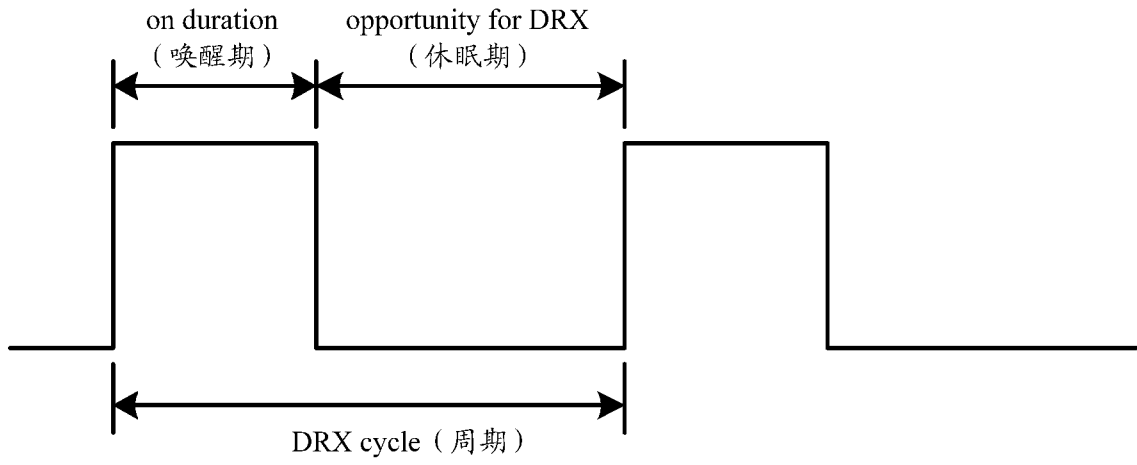 on duration
（唤醒期）
opportunity for DRX
（休眠期）
DRX cycle（周期）